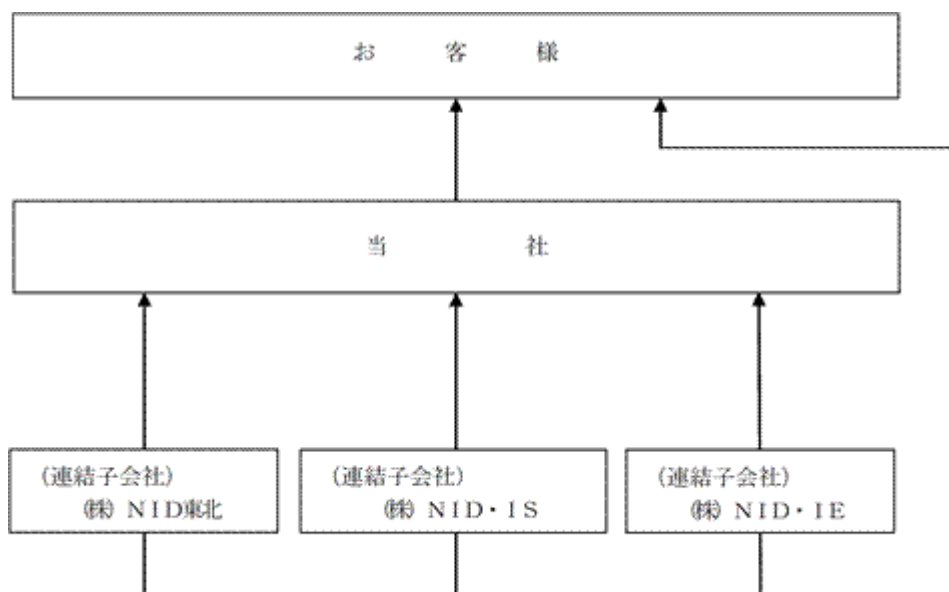 お客様
当社
(連結子会社)
㈱ NID東北
(連結子会社)
㈱ NID・IS
(連結子会社)
㈱ NID・IE